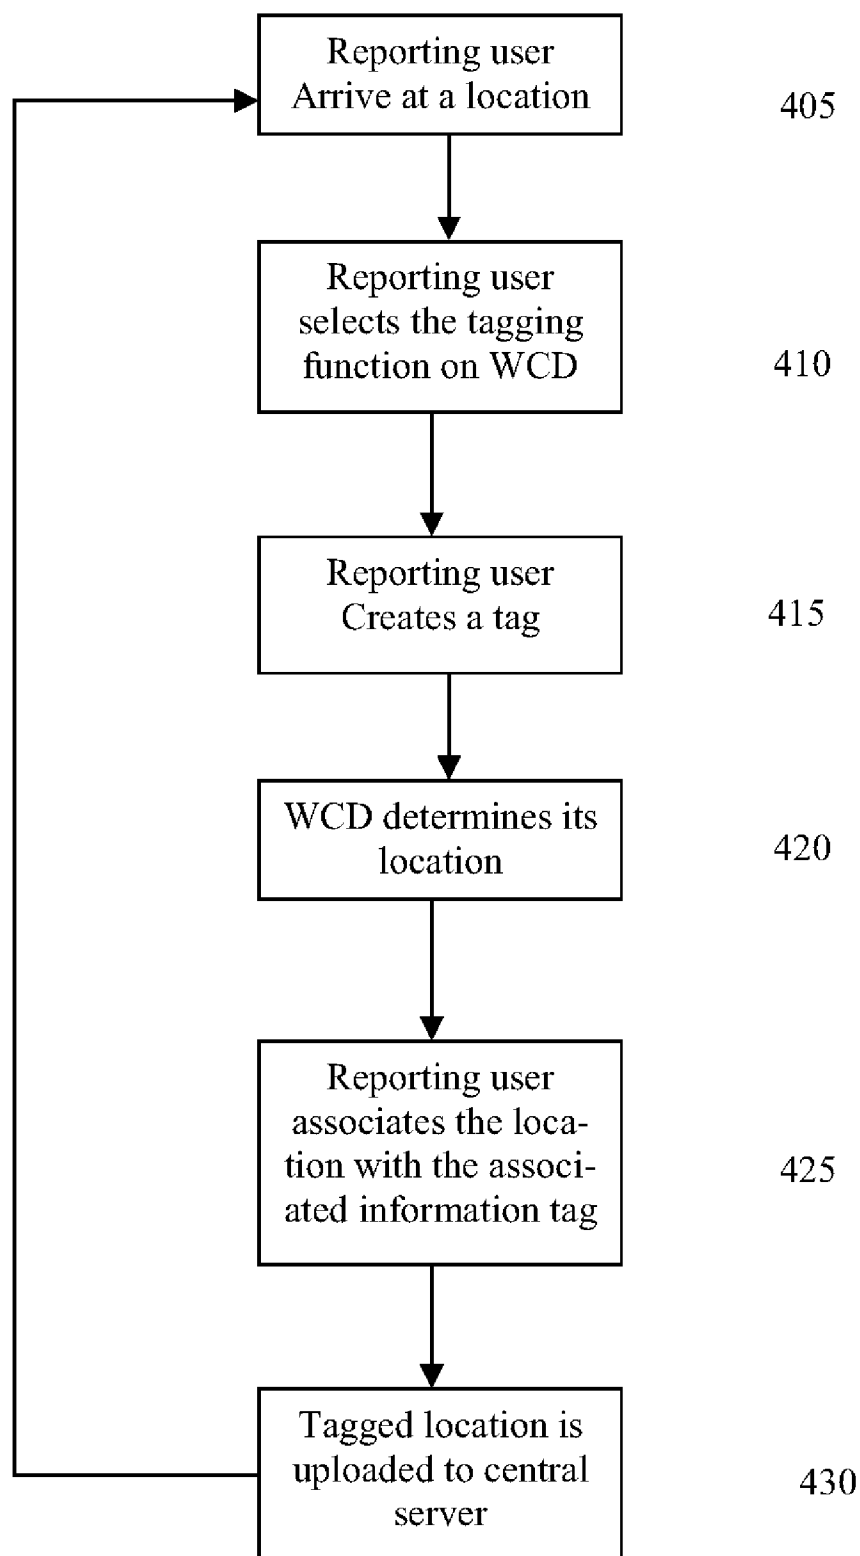 Reporting user
Arrive at a location
405
Reporting user
selects the tagging
function on WCD
410
Reporting user
Creates a tag
415
WCD determines its
location
420
Reporting user
associates the loca-
tion with the associ-
ated information tag
425
Tagged location is
uploaded to central
server
430